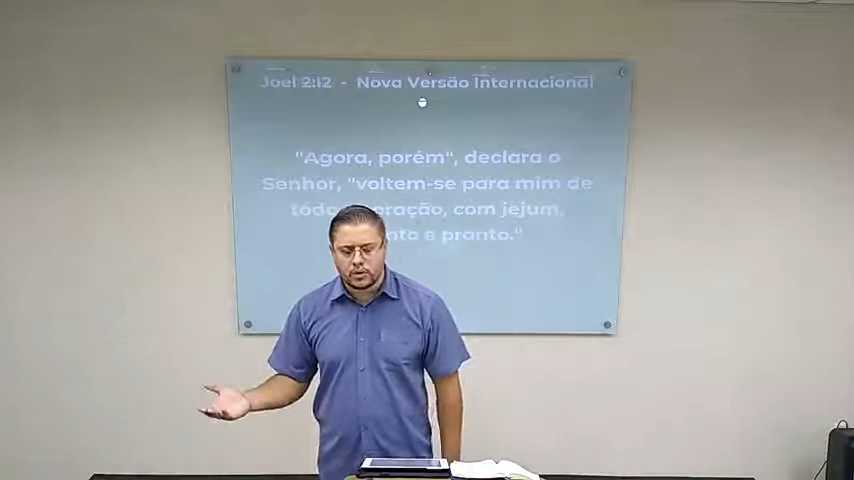 Joel 2:12 - Nova Versão Internacional
"Agora, porém", declara o
Senhor, "voltem-se para mim de
todo coração, com jejum,
e pranto."